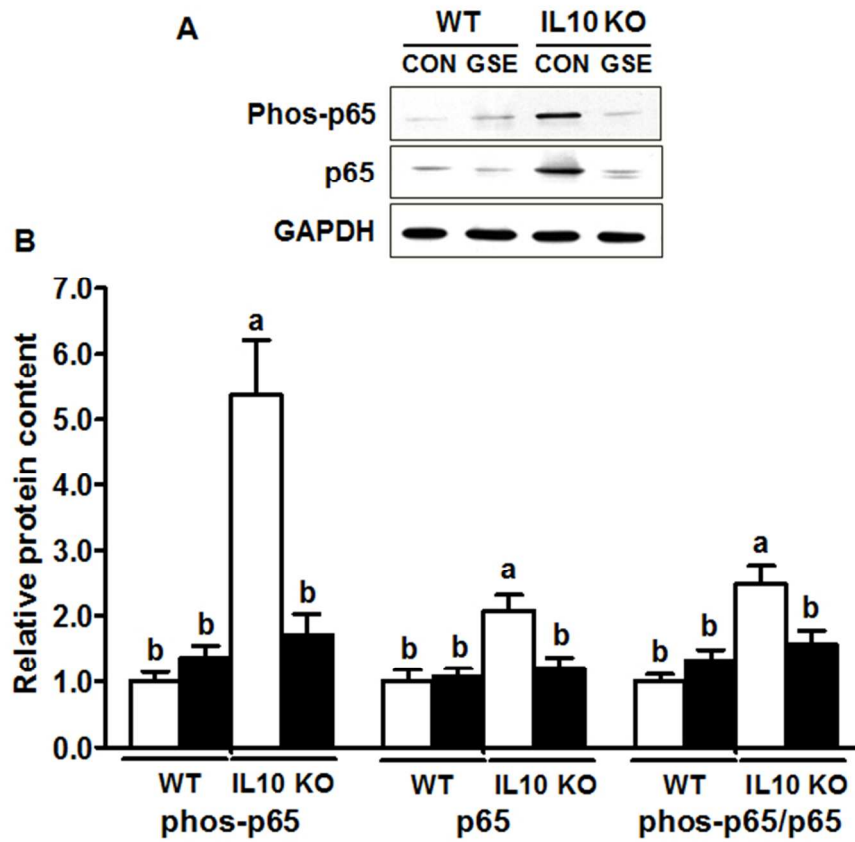 A
WT IL10 KO
CON GSE CON GSE
Phos-p65
p65
GAPDH
B
Relative protein content
7.0
6.0
5.0
4.0
3.0
2.0
1.0
0.0
b b a b
b b a b
b b a b
WT IL10 KO WT IL10 KO WT IL10 KO
phos-p65 p65 phos-p65/p65